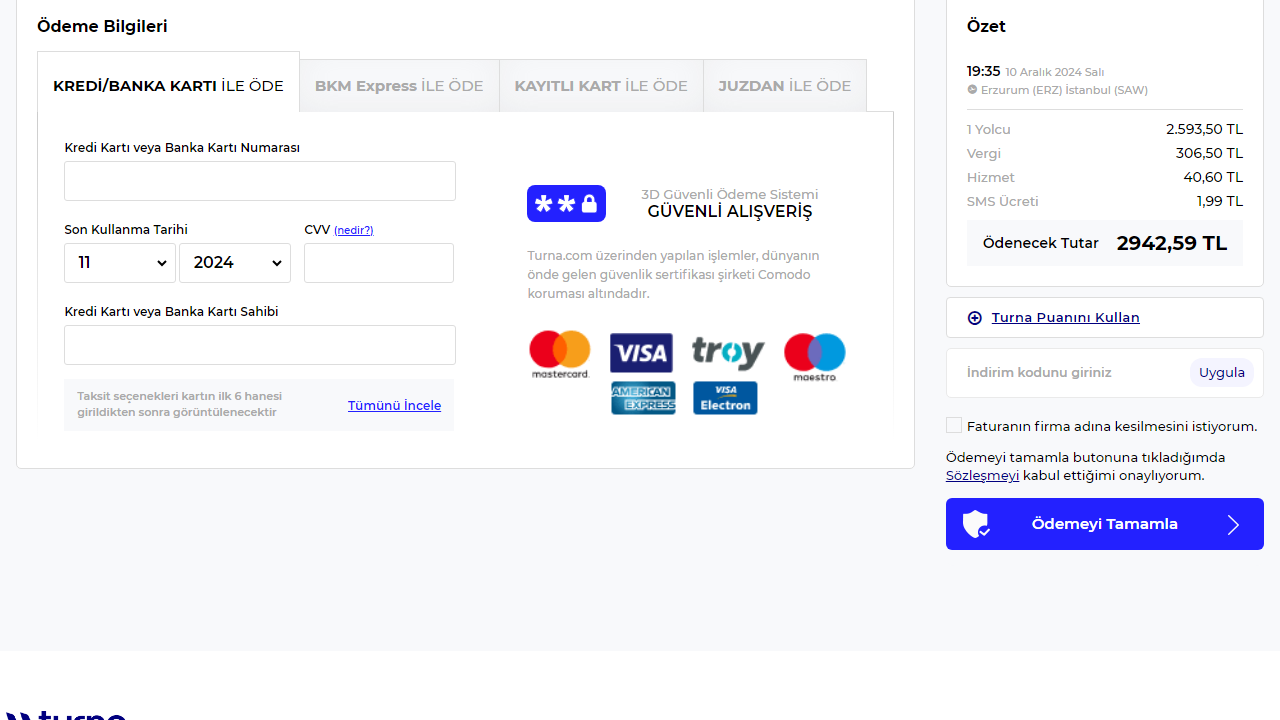 Ödeme Bilgileri
KREDİ/BANKA KARTI İLE ÖDE
BKM Express İLE ÖDE
KAYITLI KART İLE ÖDE
JUZDAN İLE ÖDE
Kredi Kartı veya Banka Kartı Numarası
Son Kullanma Tarihi
CVV (nedir?)
11
2024
Kredi Kartı veya Banka Kartı Sahibi
Taksit seçenekleri kartın ilk 6 hanesi
girildikten sonra görüntülenecektir
Tümünü İncele
3D Güvenli Ödeme Sistemi
GÜVENLİ ALIŞVERİŞ
Turna.com üzerinden yapılan işlemler, dünyanın
önde gelen güvenlik sertifikası şirketi Comodo
koruması altındadır.
mastercard.
VISA
troy
maestro
AMERICAN
EXPRESS
VISA
Electron
Özet
19:35 10 Aralık 2024 Salı
Erzurum (ERZ) İstanbul (SAW)
1 Yolcu 2.593,50 TL
Vergi 306,50 TL
Hizmet 40,60 TL
SMS Ücreti 1,99 TL
Ödenecek Tutar 2942,59 TL
Turna Puanını Kullan
İndirim kodunu giriniz
Uygula
Faturanın firma adına kesilmesini istiyorum.
Ödemeyi tamamla butonuna tıkladığımda
Sözleşmeyi kabul ettiğimi onaylıyorum.
Ödemeyi Tamamla
turna